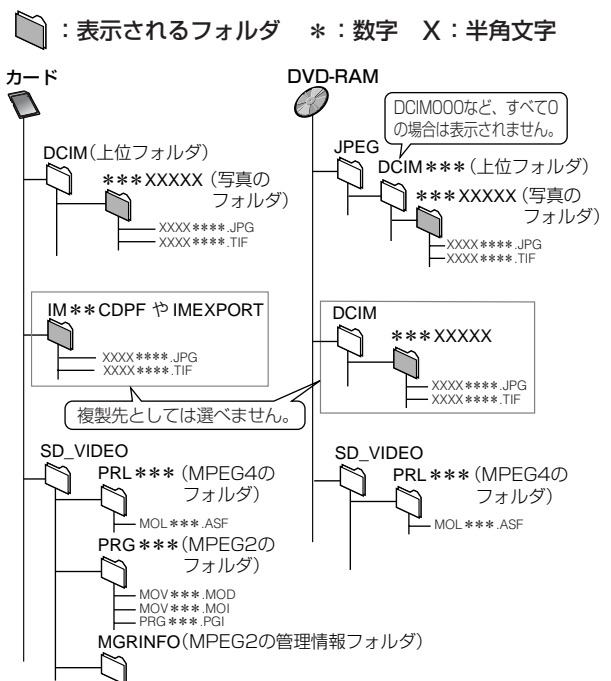 ：表示されるフォルダ　＊：数字　X：半角文字
カード
DCIM（上位フォルダ）
＊＊＊XXXXX（写真の
フォルダ）
XXXX＊＊＊＊.JPG
XXXX＊＊＊＊.TIF
IM＊＊CDPF や IMEXPORT
XXXX＊＊＊＊.JPG
XXXX＊＊＊＊.TIF
複製先としては選べません。
SD_VIDEO
PRL＊＊＊（MPEG4の
フォルダ）
MOL＊＊＊.ASF
PRG＊＊＊（MPEG2の
フォルダ）
MOV＊＊＊.MOD
MOV＊＊＊.MOI
PRG＊＊＊.PGI
MGRINFO（MPEG2の管理情報フォルダ）
DVD-RAM
DCIM000など、すべて0
の場合は表示されません。
JPEG
DCIM＊＊＊（上位フォルダ）
＊＊＊XXXXX（写真の
フォルダ）
XXXX＊＊＊＊.JPG
XXXX＊＊＊＊.TIF
DCIM
＊＊＊XXXXX
XXXX＊＊＊＊.JPG
XXXX＊＊＊＊.TIF
SD_VIDEO
PRL＊＊＊（MPEG4の
フォルダ）
MOL＊＊＊.ASF